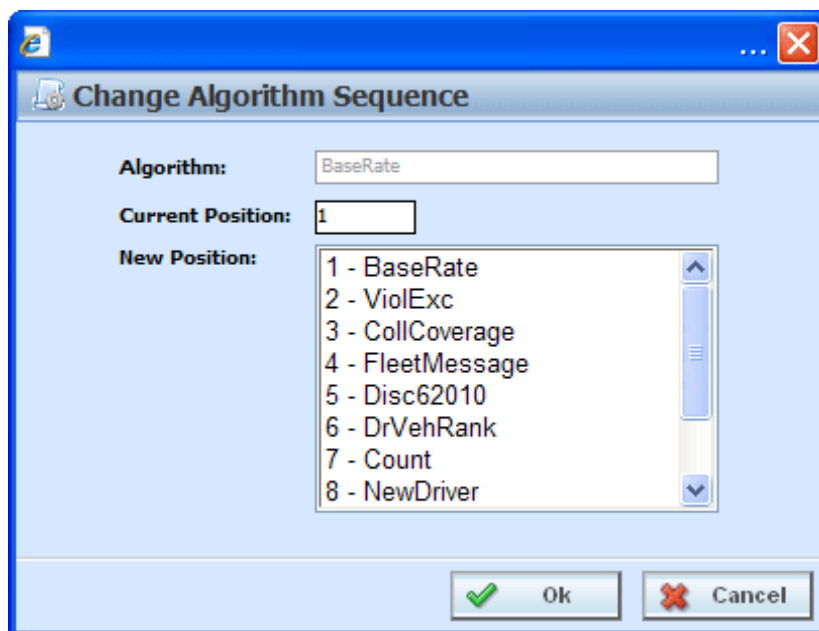 ...
Change Algorithm Sequence
Algorithm: BaseRate
Current Position: 1
New Position:
1 - BaseRate
2 - ViolExc
3 - CollCoverage
4 - FleetMessage
5 - Disc62010
6 - DrVehRank
7 - Count
8 - NewDriver
Ok Cancel